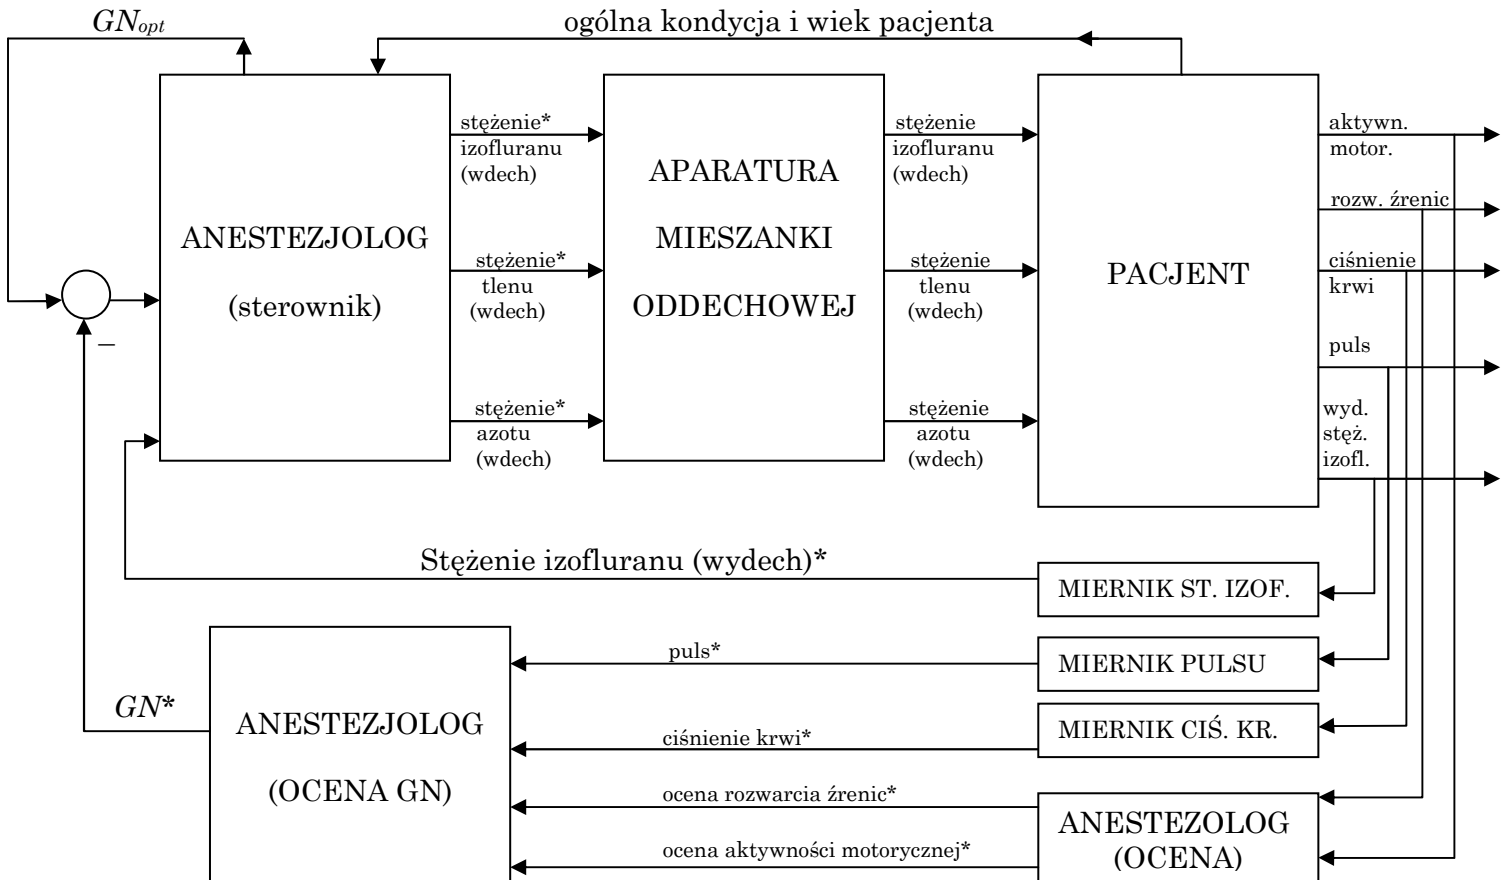 GNopt
ogólna kondycja i wiek pacjenta
ANESTEZJOLOG
(sterownik)
stężenie*
izofluranu
(wdech)
stężenie*
tlenu
(wdech)
stężenie*
azotu
(wdech)
APARATURA
MIESZANKI
ODDECHOWEJ
stężenie
izofluranu
(wdech)
stężenie
tlenu
(wdech)
stężenie
azotu
(wdech)
PACJENT
aktywn.
motor.
rozw. źrenic
ciśnienie
krwi
puls
wyd.
stęż.
izofl.
–
Stężenie izofluranu (wydech)*
MIERNIK ST. IZOF.
puls*
MIERNIK PULSU
GN*
ANESTEZJOLOG
(OCENA GN)
ciśnienie krwi*
MIERNIK CIŚ. KR.
ocena rozwarcia źrenic*
ocena aktywności motorycznej*
ANESTEZOLOG
(OCENA)